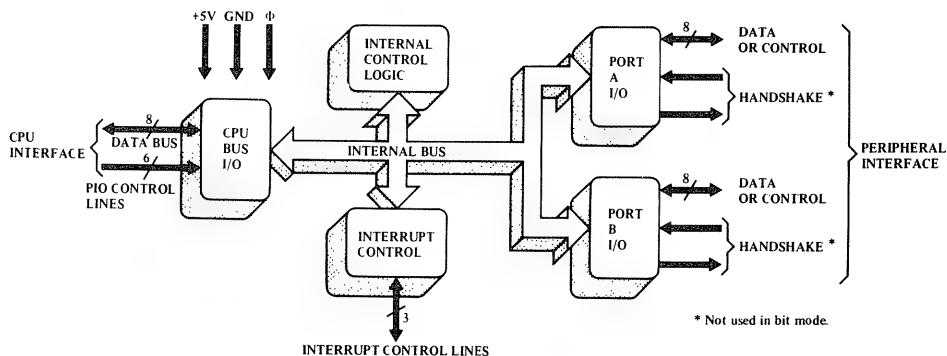 +5V GND Φ
INTERNAL
CONTROL
LOGIC
PORT
A
I/O
8
DATA
OR CONTROL
HANDSHAKE *
CPU
INTERFACE
8
DATA BUS
6
PIO CONTROL
LINES
CPU
BUS
I/O
INTERNAL BUS
PERIPHERAL
INTERFACE
INTERRUPT
CONTROL
PORT
B
I/O
8
DATA
OR CONTROL
HANDSHAKE *
3
INTERRUPT CONTROL LINES
* Not used in bit mode.